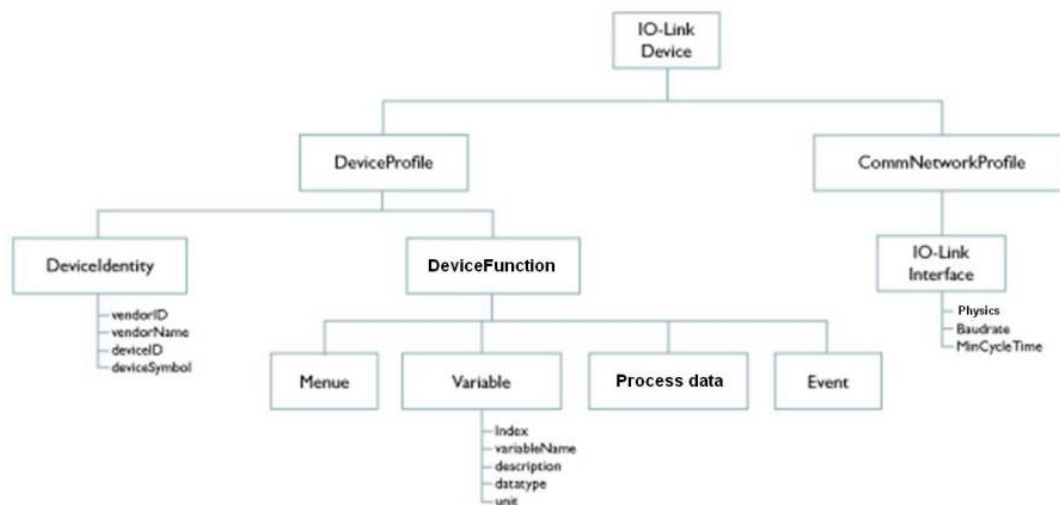 IO-Link
Device
DeviceProfile
CommNetworkProfile
DeviceIdentity
DeviceFunction
IO-Link
Interface
vendorID
vendorName
deviceID
deviceSymbol
Physics
Baudrate
MinCycleTime
Menue
Variable
Process data
Event
Index
variableName
description
datatype
unit